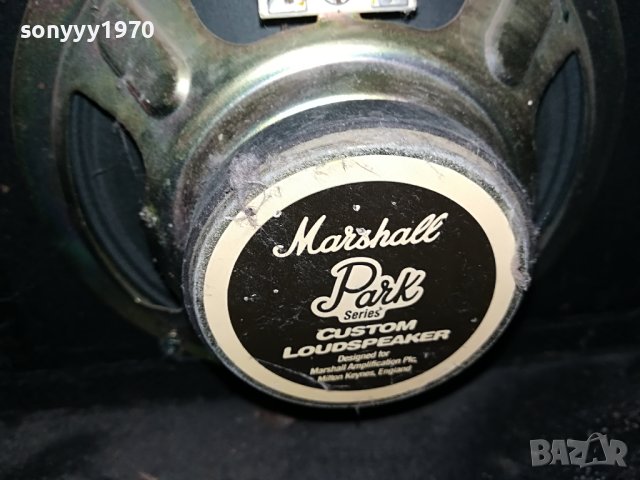 sonyyy1970
Marshall
Park
SERIES
CUSTOM
LOUDSPEAKER
Designed for
Marshall Amplification Plc,
Milton Keynes, England
BAZAR